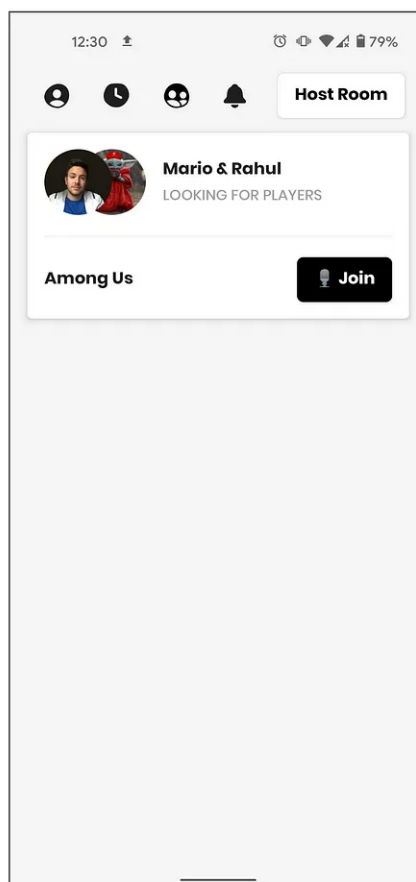 12:30 79%
Host Room
Mario & Rahul
LOOKING FOR PLAYERS
Among Us Join